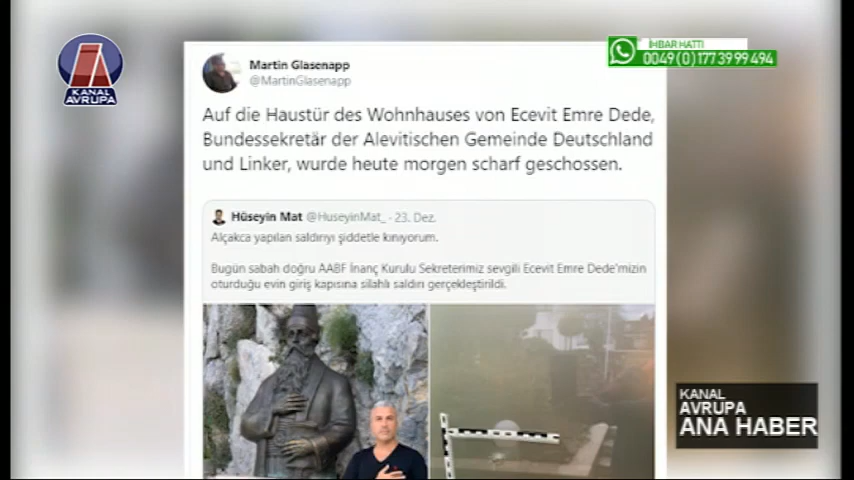 KANAL
AVRUPA
İHBAR HATTI
0049 (0) 177 39 99 494
Martin Glasenapp
@MartinGlasenapp
Auf die Haustür des Wohnhauses von Ecevit Emre Dede,
Bundessekretär der Alevitischen Gemeinde Deutschland
und Linker, wurde heute morgen scharf geschossen.
Hüseyin Mat @HuseyinMat_ · 23. Dez.
Alçakca yapılan saldırıyı şiddetle kınıyorum.
Bugün sabah doğru AABF İnanç Kurulu Sekreterimiz sevgili Ecevit Emre Dede'mizin
oturduğu evin giriş kapısına silahlı saldırı gerçekleştirildi.
KANAL
AVRUPA
ANA HABER